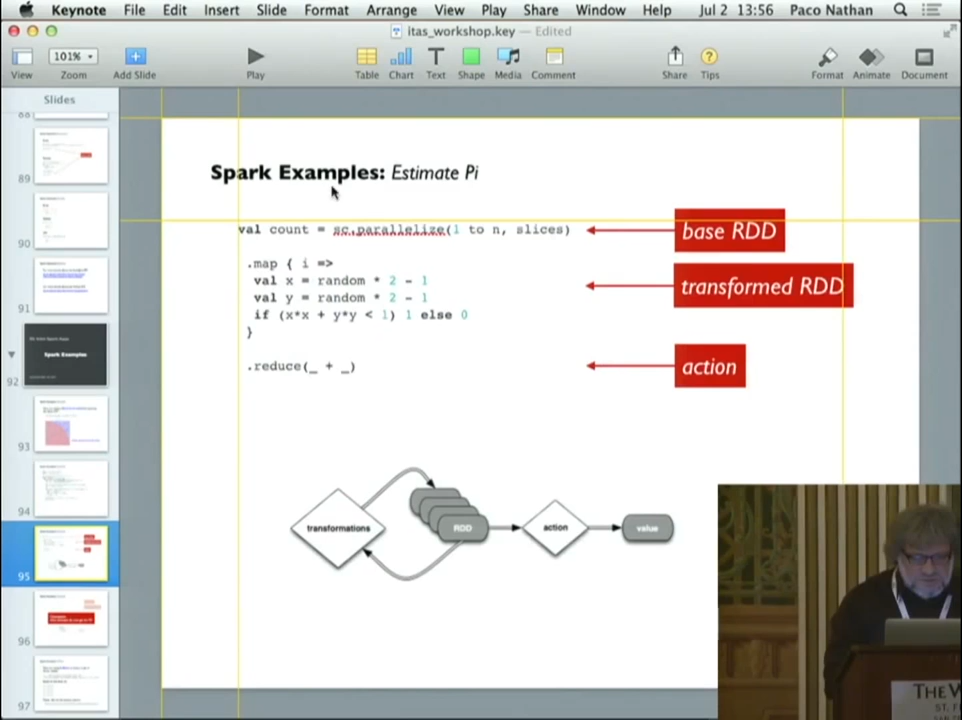 Keynote File Edit Insert Slide Format Arrange View Play Share Window Help Jul 2 13:56 Paco Nathan
itas_workshop.key — Edited
101%
View Zoom Add Slide Play Table Chart Text Shape Media Comment Share Tips Format Animate Document
Slides
88
89
90
91
92
93
94
95
96
97
Spark Examples
Spark Examples: Estimate Pi
val count = sc.parallelize(1 to n, slices)
base RDD
.map { i =>
val x = random * 2 - 1
transformed RDD
val y = random * 2 - 1
if (x*x + y*y < 1) 1 else 0
}
.reduce(_ + _)
action
transformations
RDD
action
value
THE W
ST. F